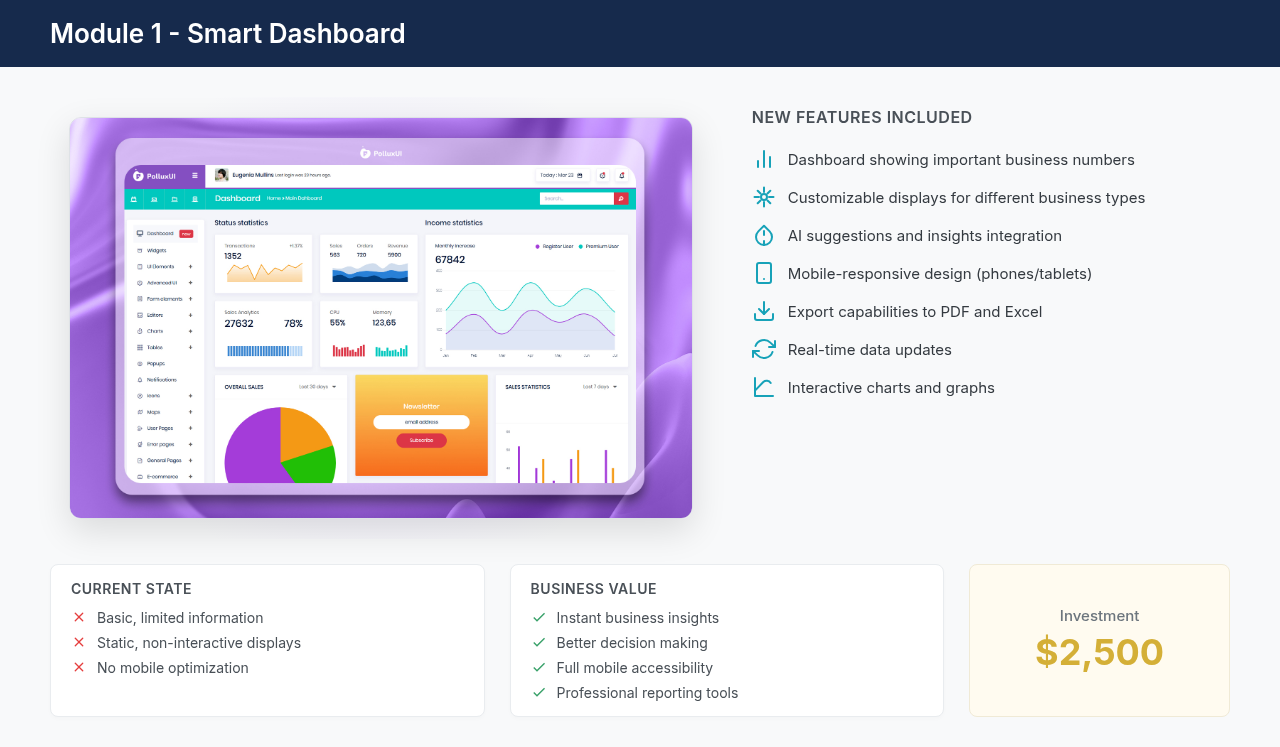 Module 1 - Smart Dashboard
PolluxUI
PolluxUI
Eugenia Mullins Last login was 23 hours ago.
Today: Mar 23
Dashboard Home > Main Dashboard
Search...
Dashboard new
Widgets
UI Elements
Advanced UI
Form elements
Editors
Charts
Tables
Popups
Notifications
Icons
Maps
User Pages
Error pages
General Pages
E-commerce
Status statistics
Transactions +1.37%
1352
Sales Orders Revenue
563 720 5900
Sales Analytics
27632 78%
CPU Memory
55% 123,65
Income statistics
Monthly Increase
Register User Premium User
67842
Jan Feb Mar Apr May Jun Jul
OVERALL SALES Last 30 days
Newsletter
email address
Subscribe
SALES STATISTICS Last 7 days
NEW FEATURES INCLUDED
Dashboard showing important business numbers
Customizable displays for different business types
AI suggestions and insights integration
Mobile-responsive design (phones/tablets)
Export capabilities to PDF and Excel
Real-time data updates
Interactive charts and graphs
CURRENT STATE
Basic, limited information
Static, non-interactive displays
No mobile optimization
BUSINESS VALUE
Instant business insights
Better decision making
Full mobile accessibility
Professional reporting tools
Investment
$2,500